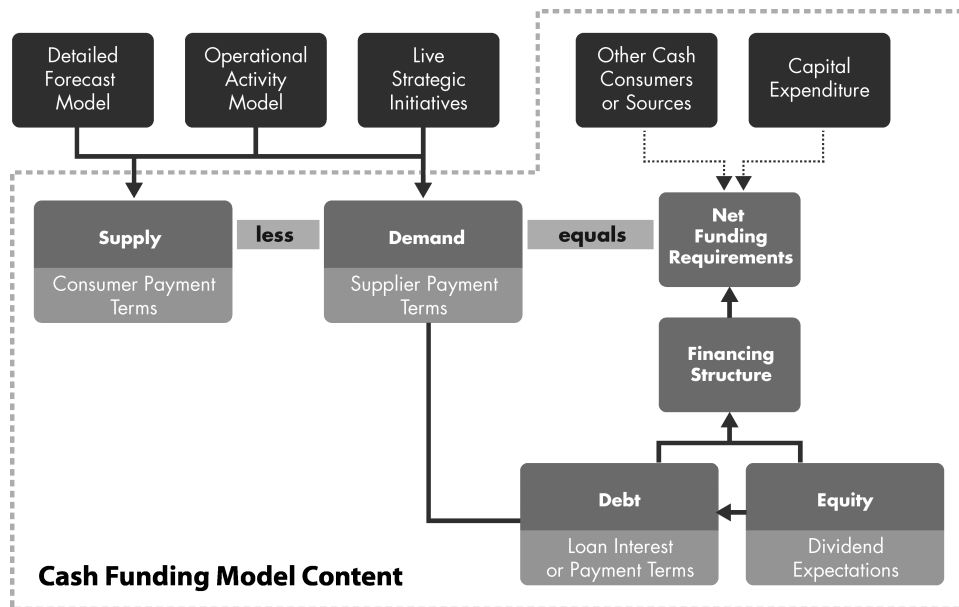 Detailed
Forecast
Model
Operational
Activity
Model
Live
Strategic
Initiatives
Other Cash
Consumers
or Sources
Capital
Expenditure
Supply
Consumer Payment
Terms
less
Demand
Supplier Payment
Terms
equals
Net
Funding
Requirements
Financing
Structure
Debt
Loan Interest
or Payment Terms
Equity
Dividend
Expectations
Cash Funding Model Content